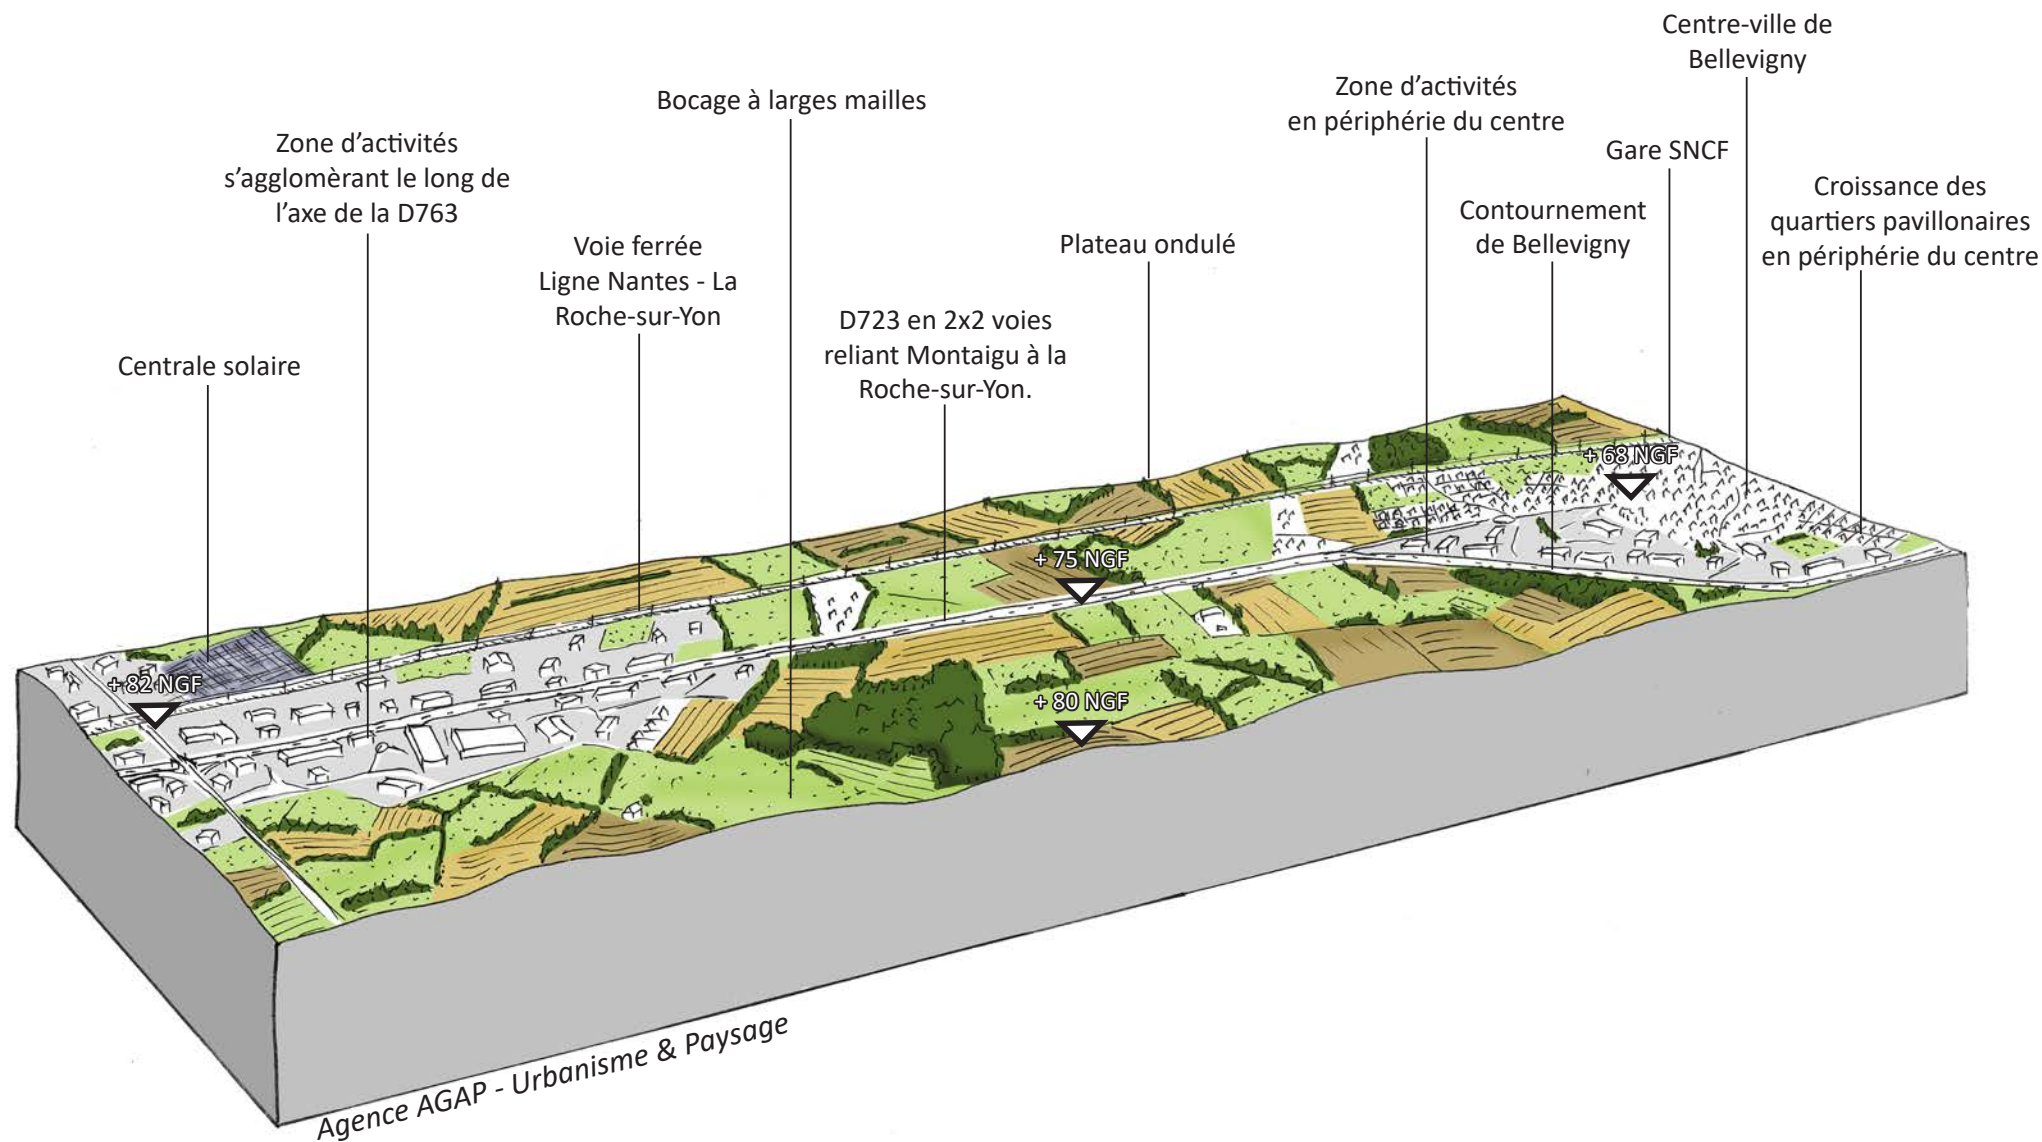 Centre-ville de
Bellevigny
Zone d'activités
en périphérie du centre
Bocage à larges mailles
Zone d'activités
s'agglomèrant le long de
l'axe de la D763
Gare SNCF
Croissance des
quartiers pavillonaires
en périphérie du centre
Contournement
de Bellevigny
Voie ferrée
Ligne Nantes - La
Roche-sur-Yon
Plateau ondulé
D723 en 2x2 voies
reliant Montaigu à la
Roche-sur-Yon.
Centrale solaire
+ 68 NGF
+ 75 NGF
+ 82 NGF
+ 80 NGF
Agence AGAP - Urbanisme & Paysage